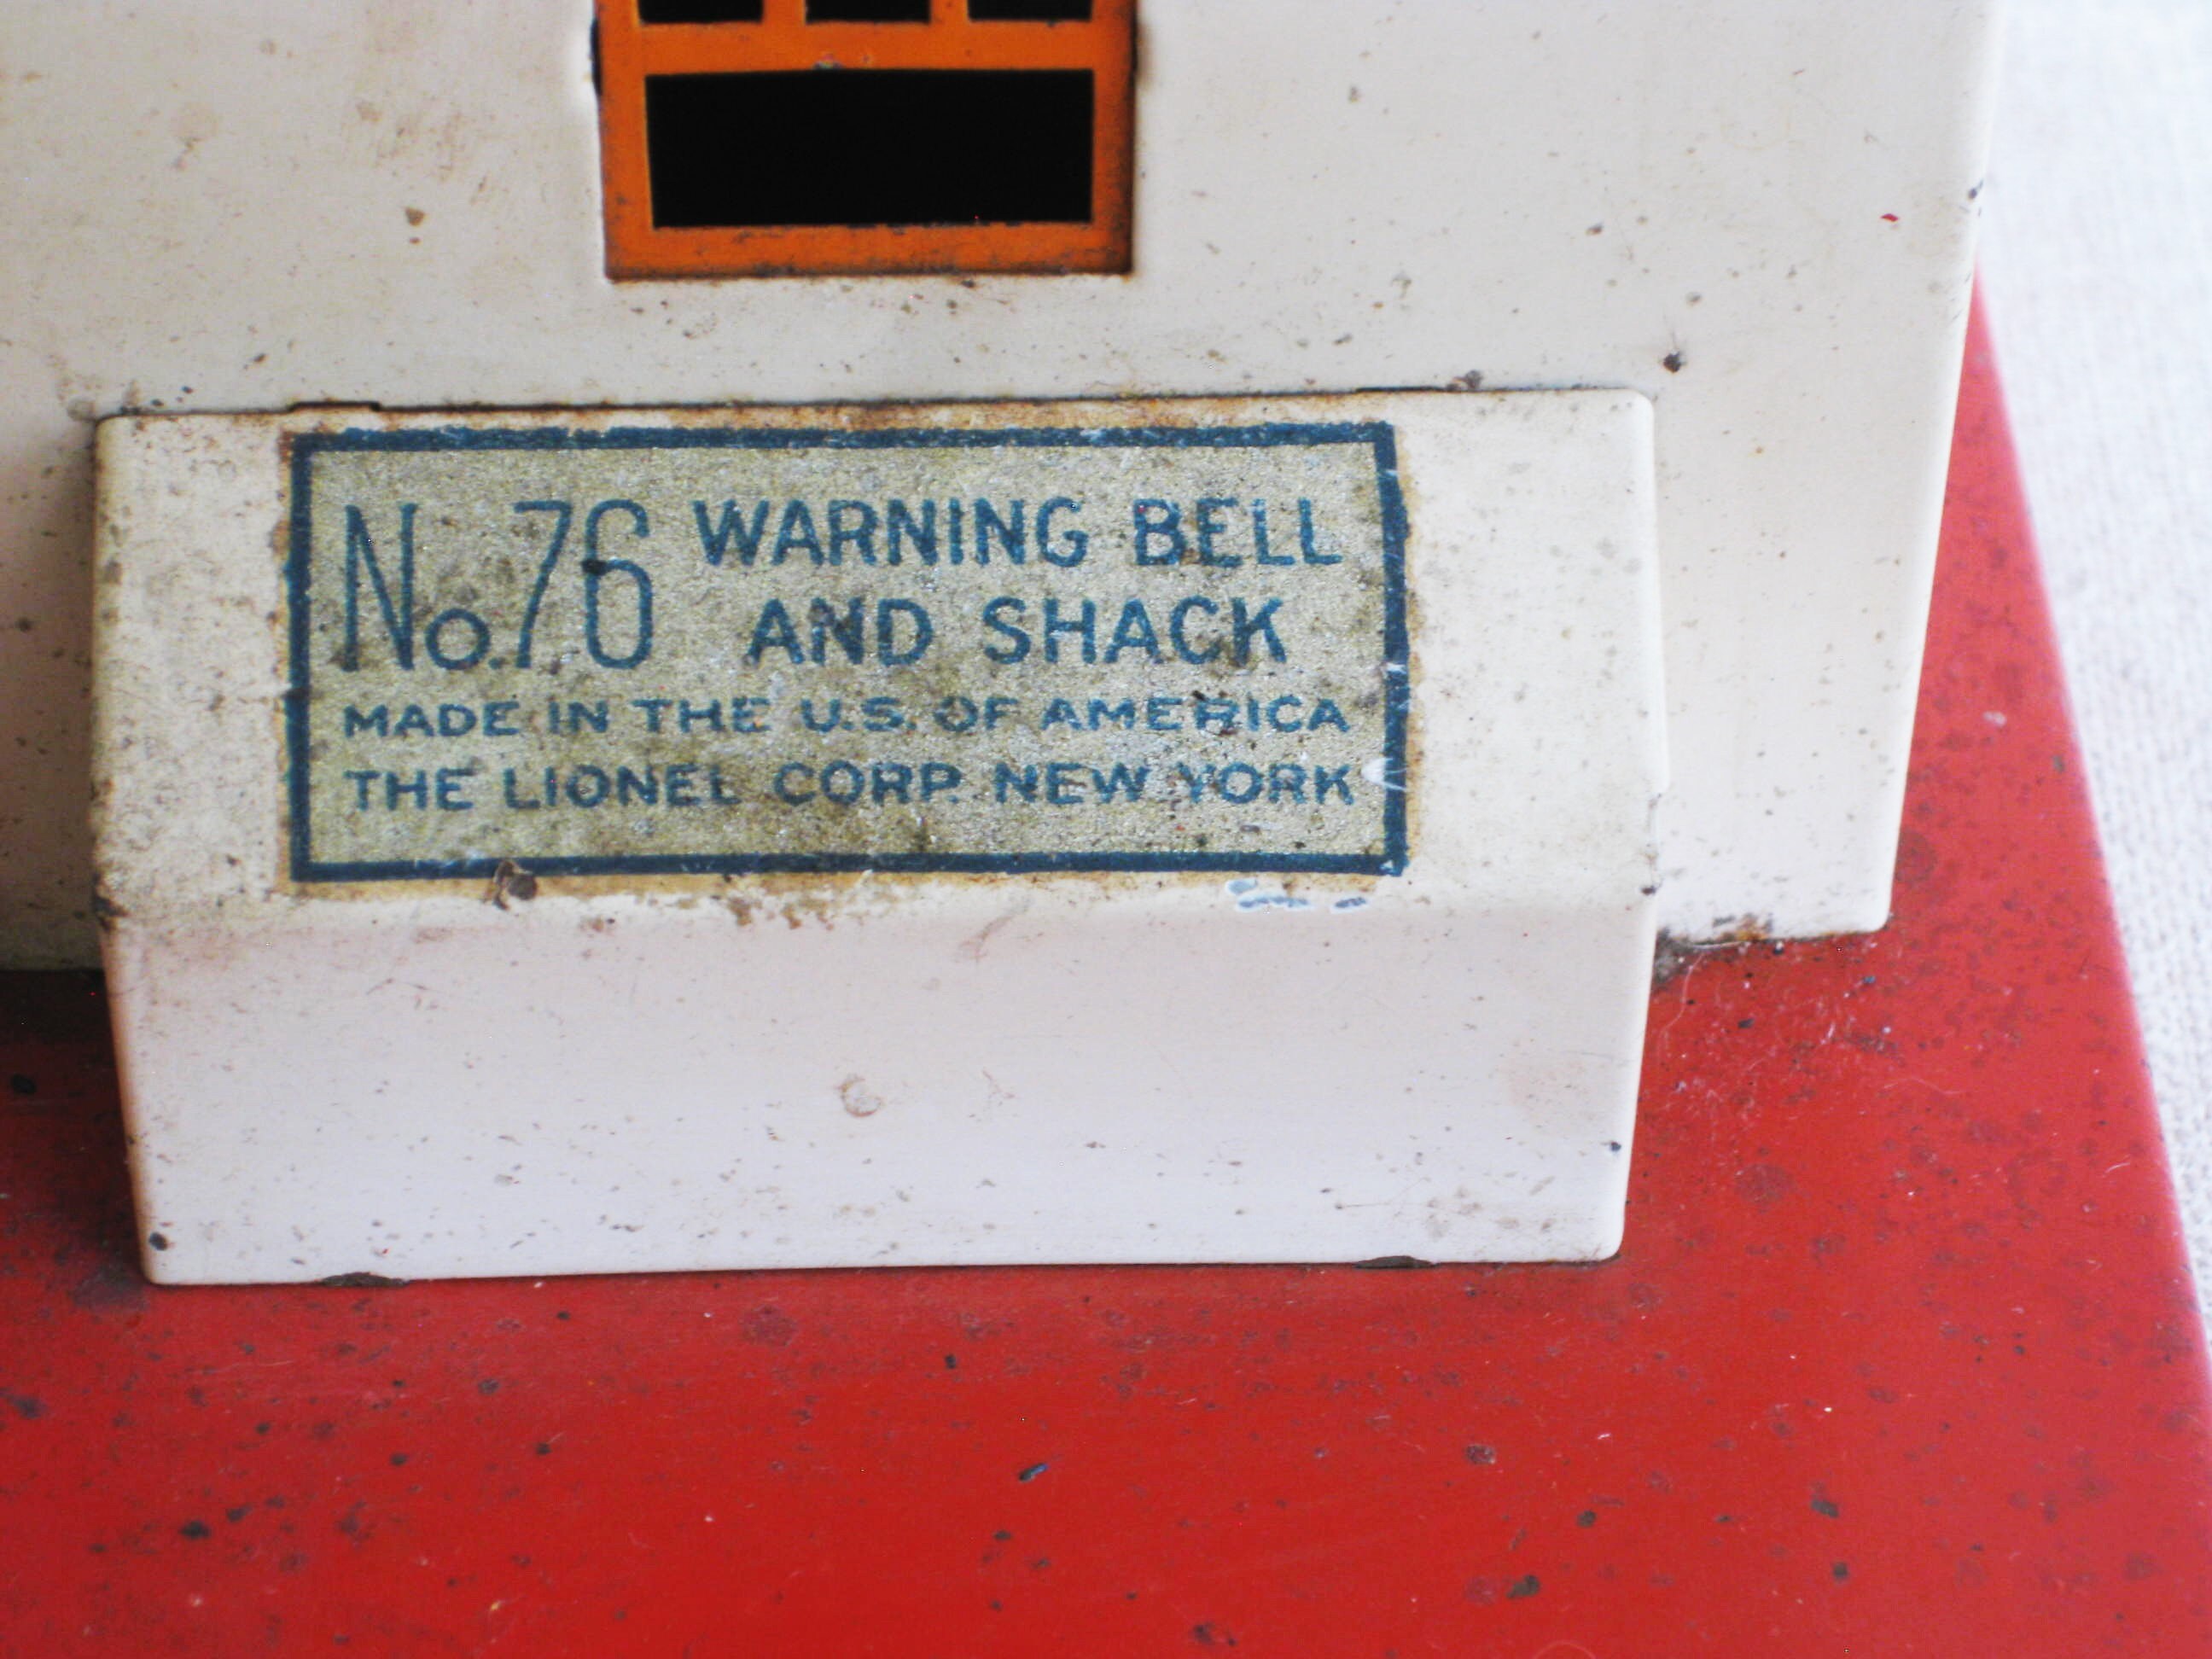 No. 76 WARNING BELL
AND SHACK
MADE IN THE U.S. OF AMERICA
THE LIONEL CORP. NEW YORK